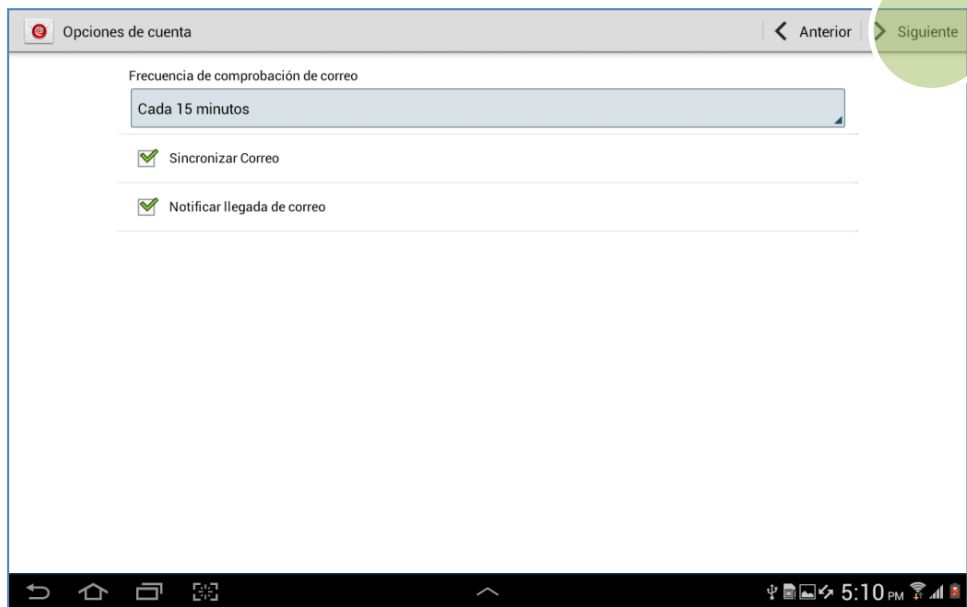 Opciones de cuenta
Anterior
Siguiente
Frecuencia de comprobación de correo
Cada 15 minutos
Sincronizar Correo
Notificar llegada de correo
5:10 PM